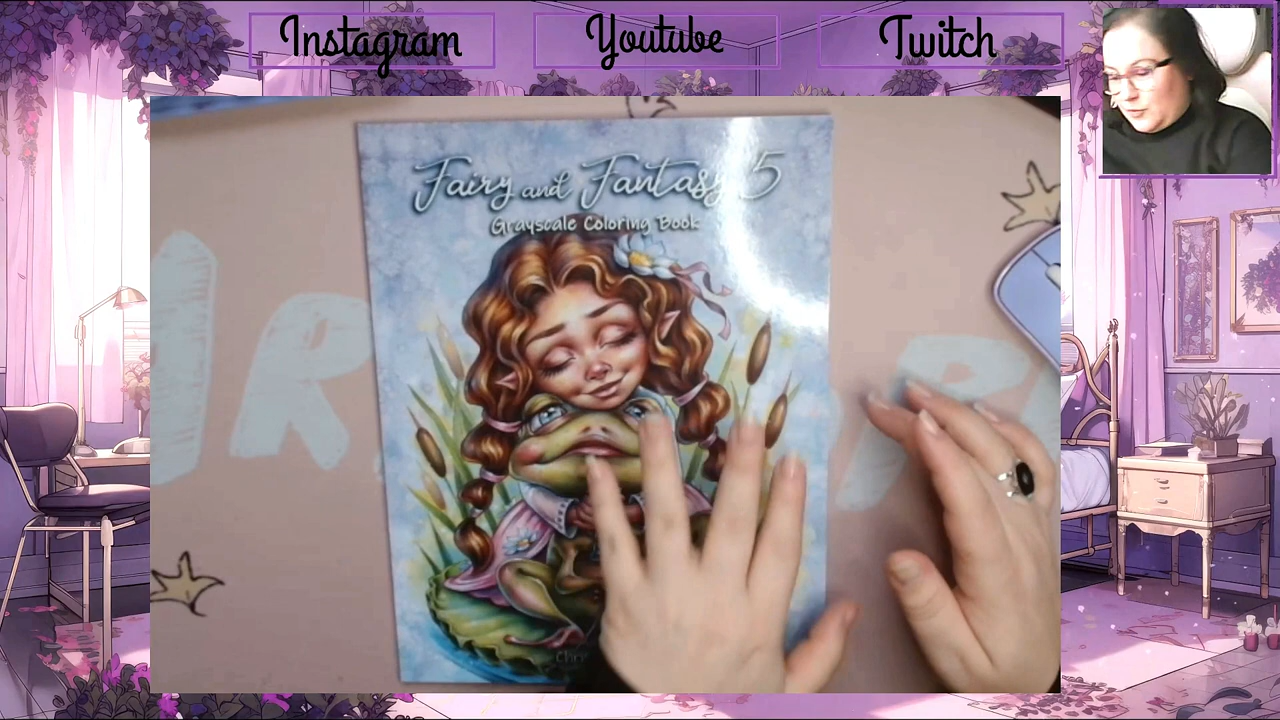 Instagram
Youtube
Twitch
Fairy and Fantasy 5
Grayscale Coloring Book